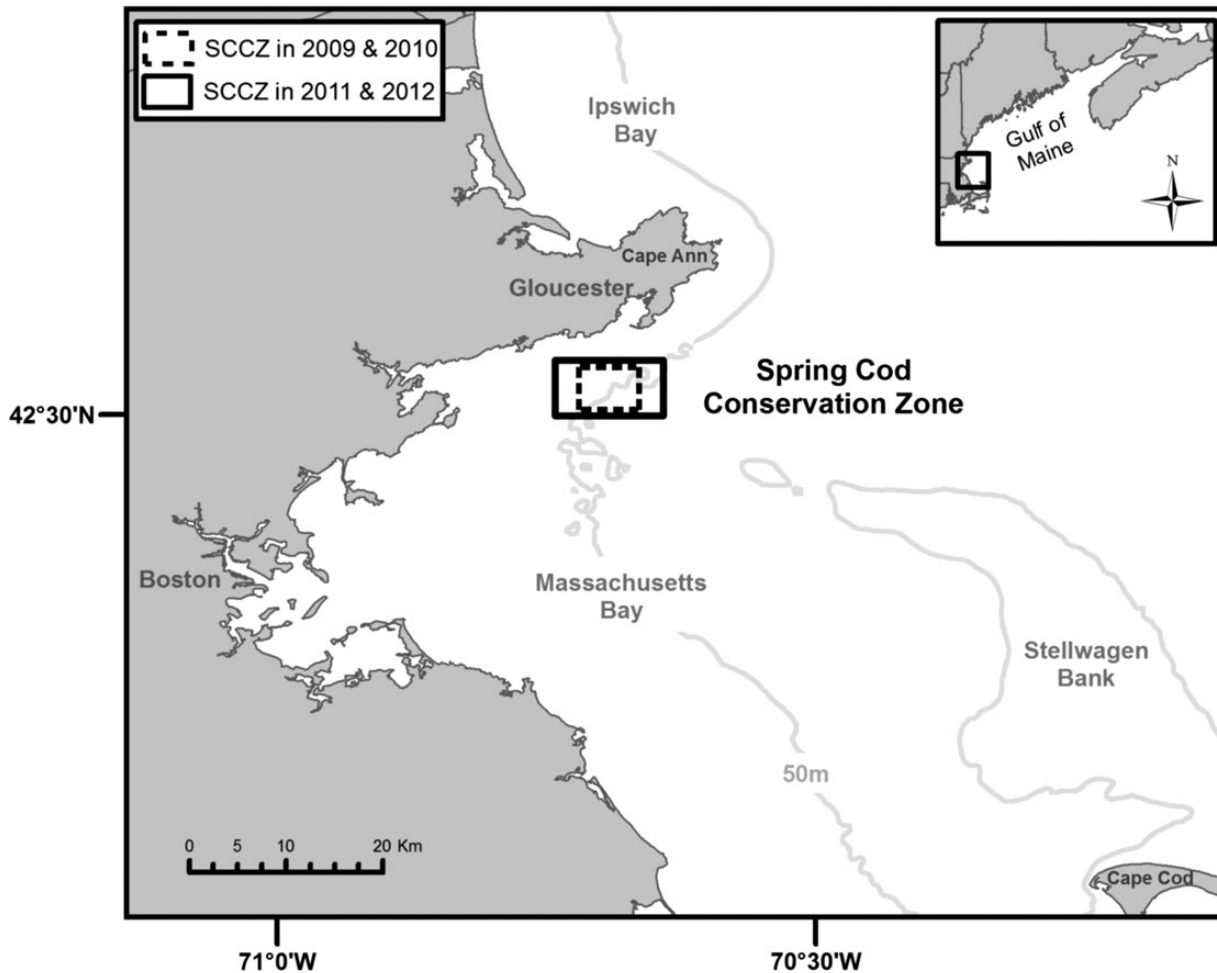 SCCZ in 2009 & 2010
SCCZ in 2011 & 2012
Ipswich
Bay
Gulf of
Maine
N
Cape Ann
Gloucester
Spring Cod
Conservation Zone
42°30'N
Boston
Massachusetts
Bay
Stellwagen
Bank
50m
0 5 10 20 Km
Cape Cod
71°0'W
70°30'W